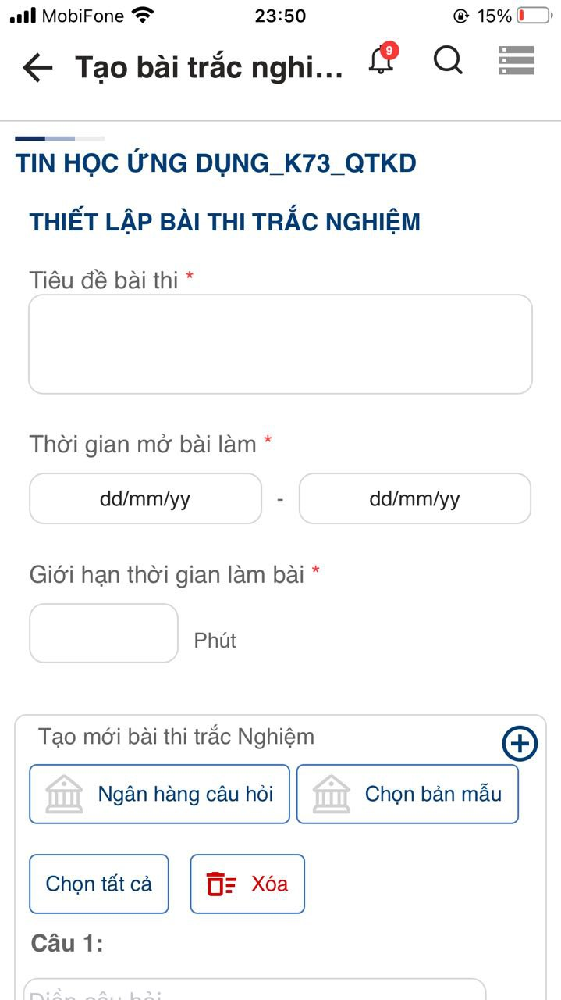 MobiFone 23:50 15%
Tạo bài trắc nghi... 9
TIN HỌC ỨNG DỤNG_K73_QTKD
THIẾT LẬP BÀI THI TRẮC NGHIỆM
Tiêu đề bài thi *
Thời gian mở bài làm *
dd/mm/yy - dd/mm/yy
Giới hạn thời gian làm bài *
Phút
Tạo mới bài thi trắc Nghiệm
Ngân hàng câu hỏi Chọn bản mẫu
Chọn tất cả Xóa
Câu 1:
Điền câu hỏi